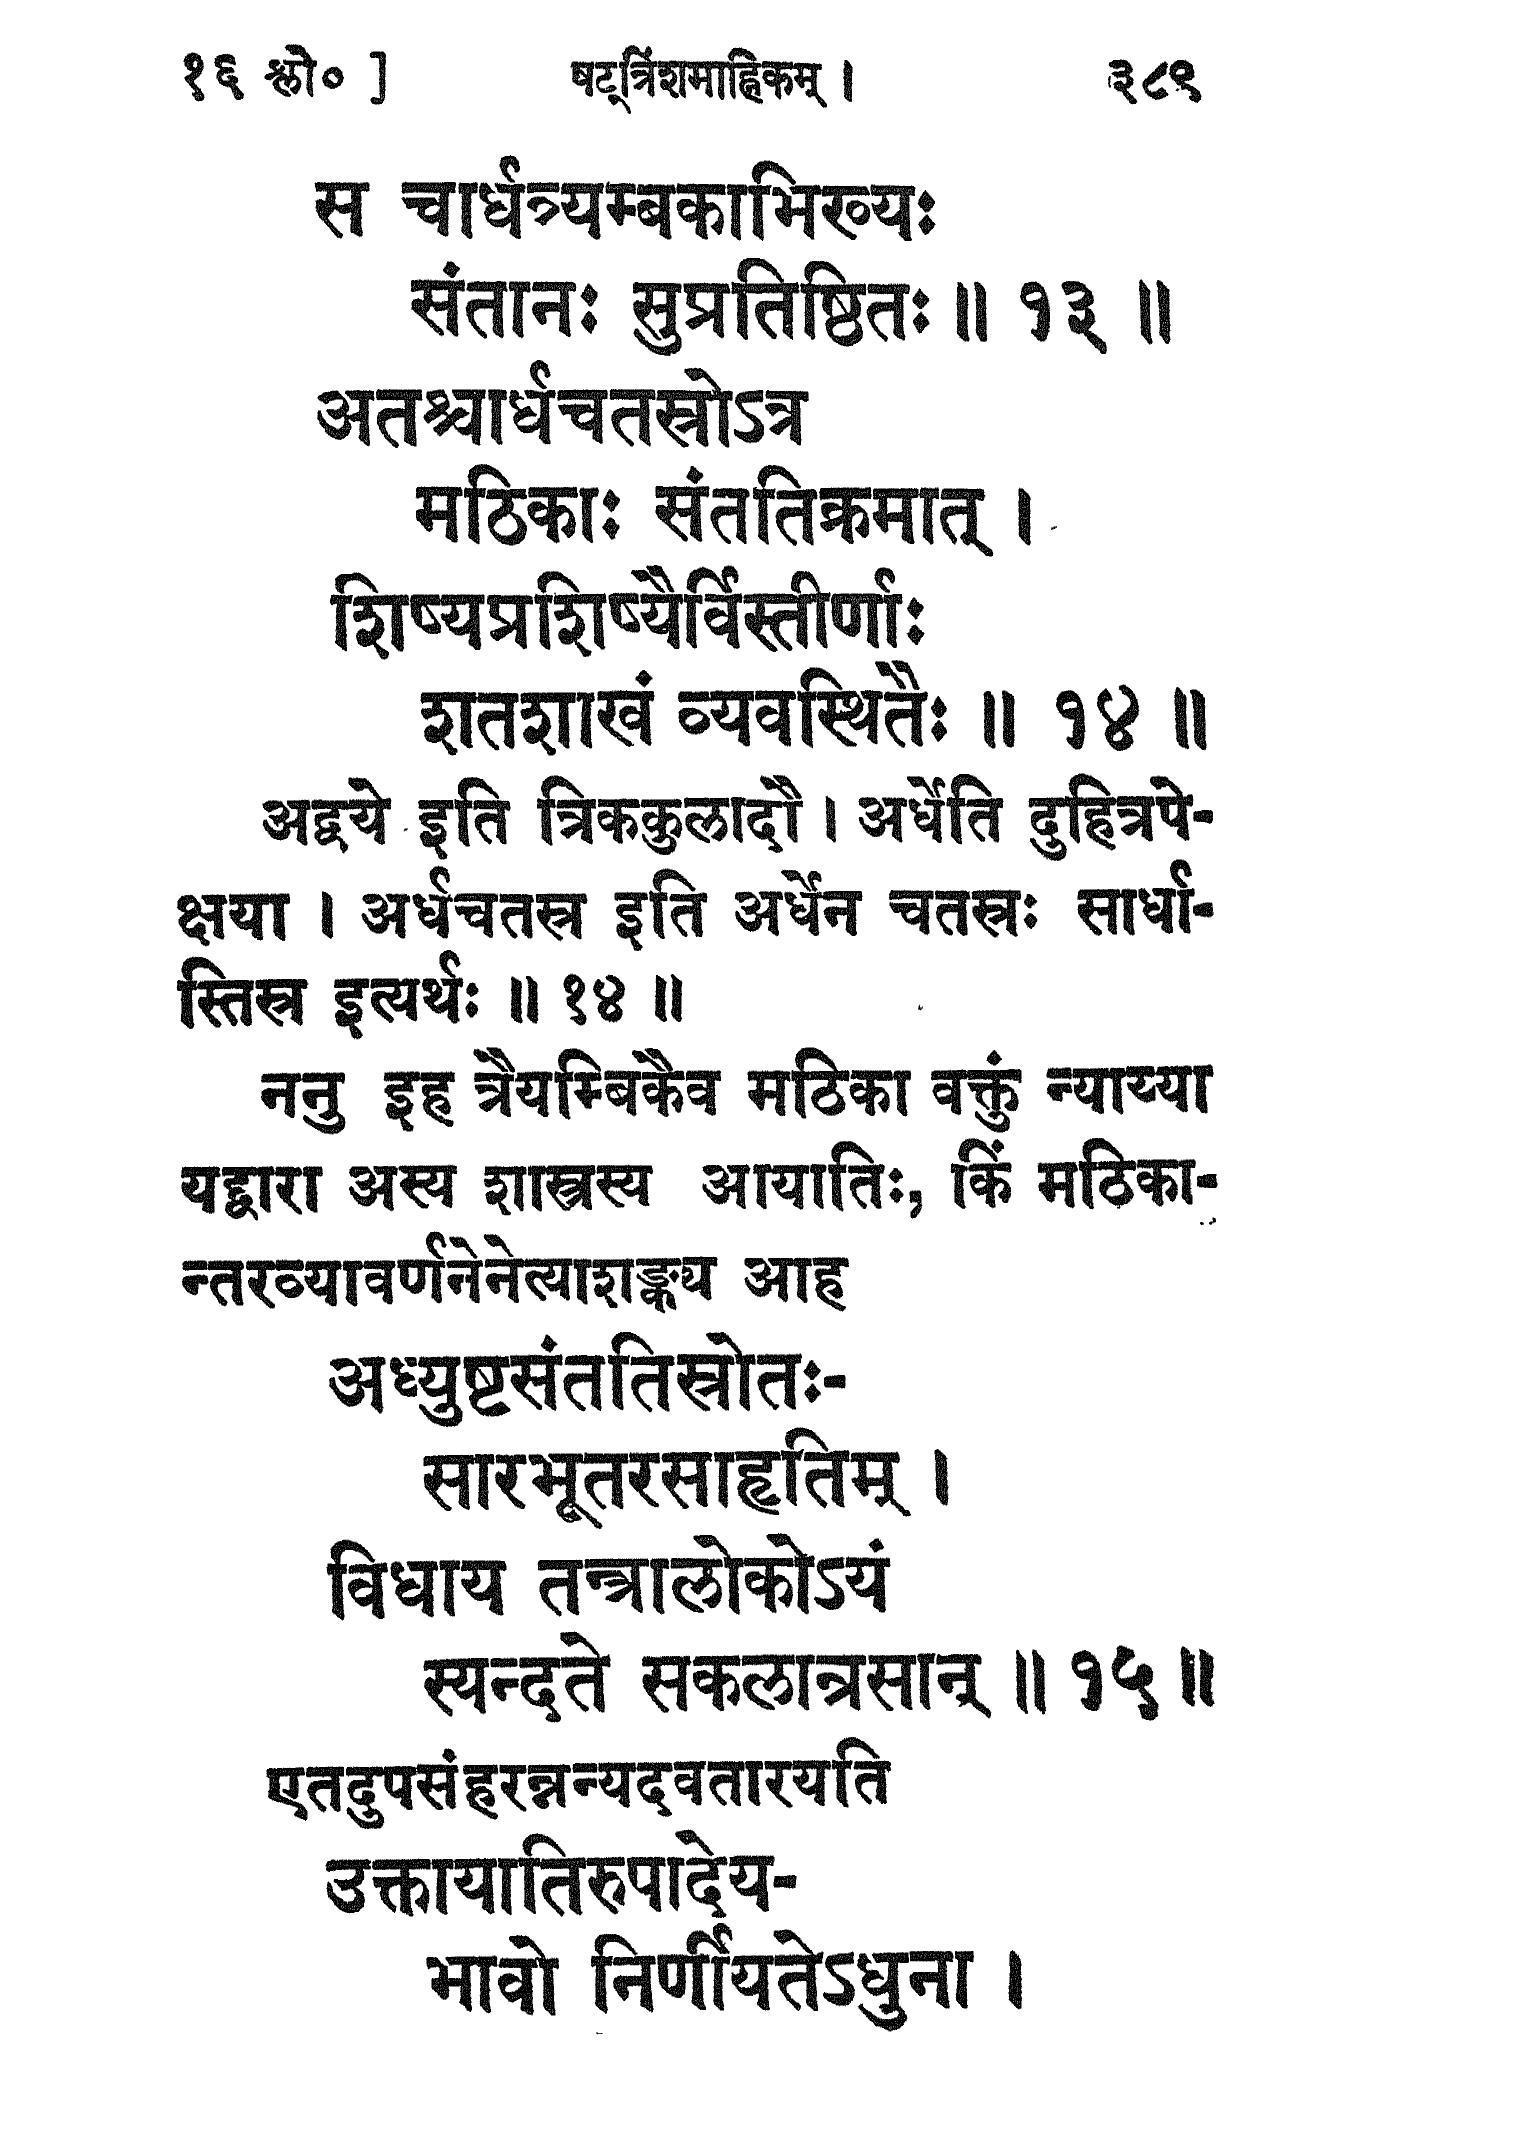 १६ श्लो० ] षट्त्रिंशमाह्निकम् । ३८९
स चार्धत्र्यम्बकाभिख्यः
संतानः सुप्रतिष्ठितः ॥ १३ ॥
अतश्चार्धचतस्रोऽत्र
मठिकाः संततिक्रमात् ।
शिष्यप्रशिष्यैर्विस्तीर्णाः
शतशाखं व्यवस्थितैः ॥ १४ ॥
अद्वये इति त्रिककुलादौ । अर्धेति दुहित्रपे-
क्षया । अर्धचतस्र इति अर्धेन चतस्रः सार्धा-
स्तिस्र इत्यर्थः ॥ १४ ॥
ननु इह त्रैयम्बिकैव मठिका वक्तुं न्याय्या
यद्द्वारा अस्य शास्त्रस्य आयातिः, किं मठिका-
न्तरव्यावर्णनेनेत्याशङ्क्य आह
अध्युष्टसंततिस्रोतः-
सारभूतरसाहृतिम् ।
विधाय तन्त्रालोकोऽयं
स्यन्दते सकलान्रसान् ॥ १५ ॥
एतदुपसंहरन्नन्यदवतारयति
उक्तायातिरुपादेय-
भावो निर्णीयतेऽधुना ।